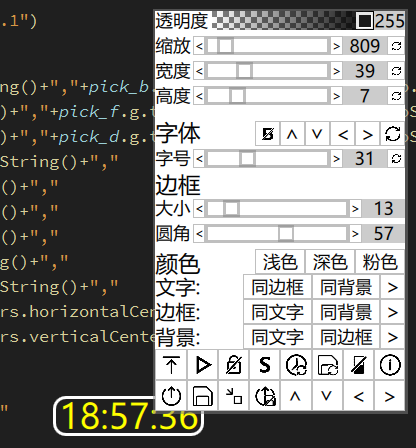 .1")
透明度 255
缩放 < > 809
ng()+","+pick_b.
宽度 < > 39
)+","+pick_f.g.t
高度 < > 7
)+","+pick_d.g.t
字体 S ˄ ˅ < >
String()+","
字号 < > 31
()+","
边框
()+","
大小 < > 13
()+","
圆角 < > 57
g()+","
颜色 浅色 深色 粉色
String()+","
文字: 同边框 同背景 >
rs.horizontalCen
边框: 同文字 同背景 >
rs.verticalCente
背景: 同文字 同边框 >
S
˄ ˅ < >
"
18:57:36